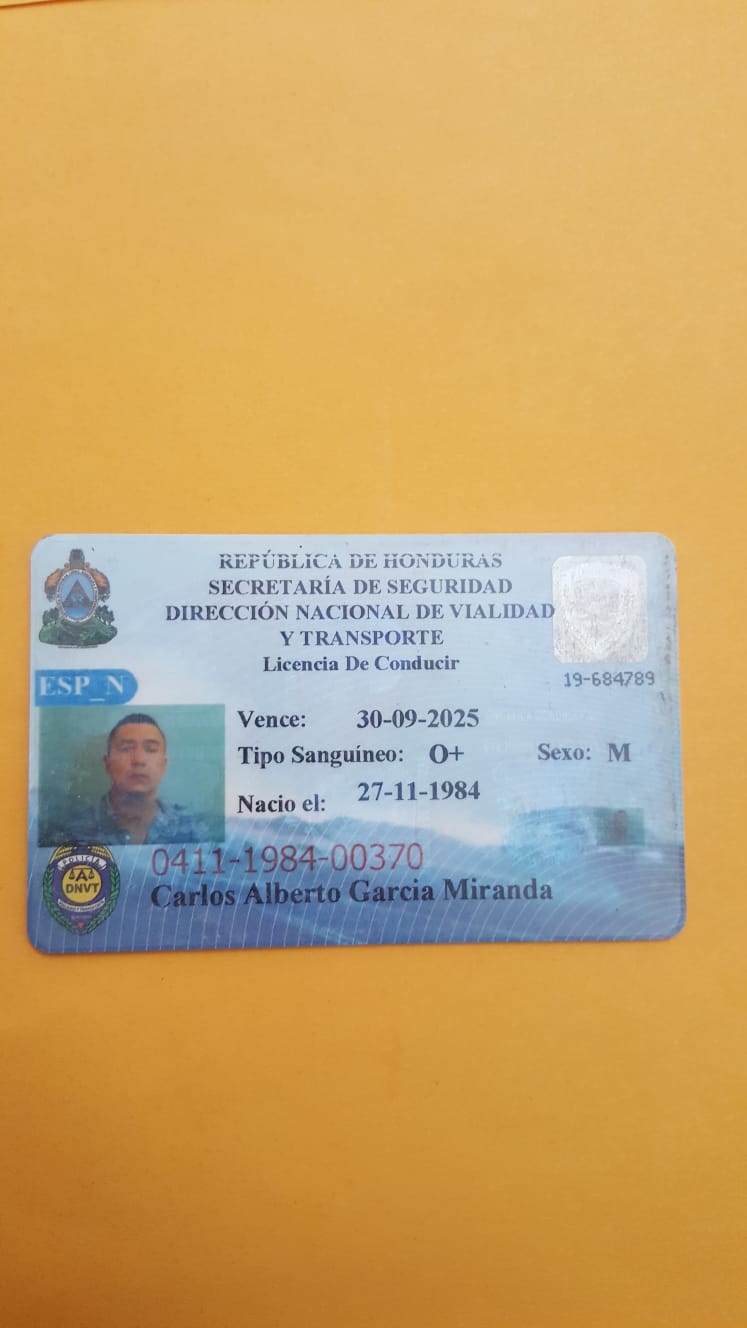 REPÚBLICA DE HONDURAS
SECRETARÍA DE SEGURIDAD
DIRECCIÓN NACIONAL DE VIALIDAD
Y TRANSPORTE
Licencia De Conducir
19-684789
ESP_N
Vence: 30-09-2025
Tipo Sanguíneo: O+ Sexo: M
Nacio el: 27-11-1984
0411-1984-00370
Carlos Alberto Garcia Miranda
POLICIA
DNVT